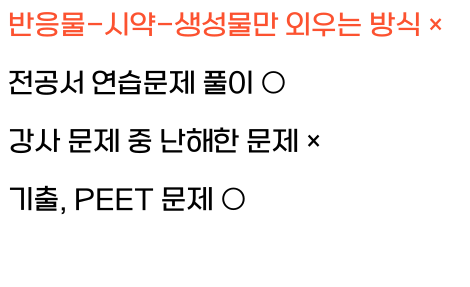 반응물-시약-생성물만 외우는 방식 ×
전공서 연습문제 풀이 ○
강사 문제 중 난해한 문제 ×
기출, PEET 문제 ○